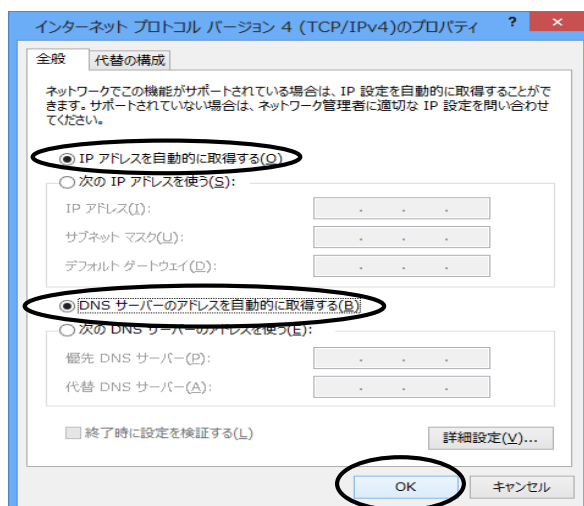 インターネット プロトコル バージョン 4 (TCP/IPv4)のプロパティ ? ×
全般 代替の構成
ネットワークでこの機能がサポートされている場合は、IP 設定を自動的に取得することがで
きます。サポートされていない場合は、ネットワーク管理者に適切な IP 設定を問い合わせ
てください。
IP アドレスを自動的に取得する(O)
次の IP アドレスを使う(S):
IP アドレス(I):
サブネット マスク(U):
デフォルト ゲートウェイ(D):
DNS サーバーのアドレスを自動的に取得する(B)
次の DNS サーバーのアドレスを使う(E):
優先 DNS サーバー(P):
代替 DNS サーバー(A):
終了時に設定を検証する(L)
詳細設定(V)...
OK キャンセル